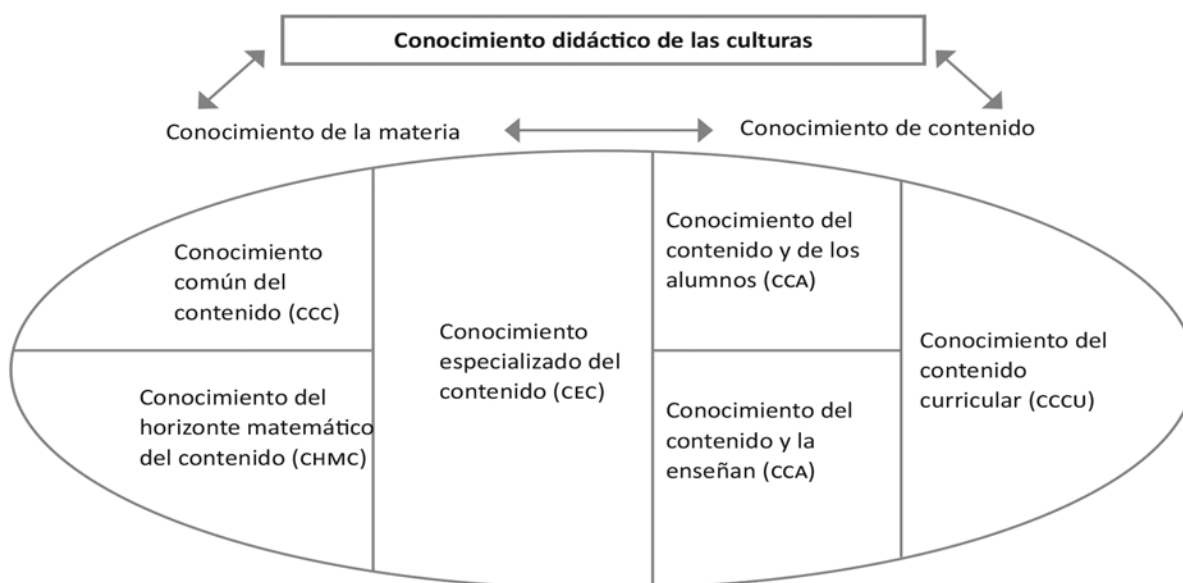 Conocimiento didáctico de las culturas
Conocimiento de la materia
Conocimiento de contenido
Conocimiento
común del
contenido (CCC)
Conocimiento del
horizonte matemático
del contenido (CHMC)
Conocimiento
especializado del
contenido (CEC)
Conocimiento del
contenido y de los
alumnos (CCA)
Conocimiento del
contenido y la
enseñan (CCA)
Conocimiento del
contenido
curricular (CCCU)